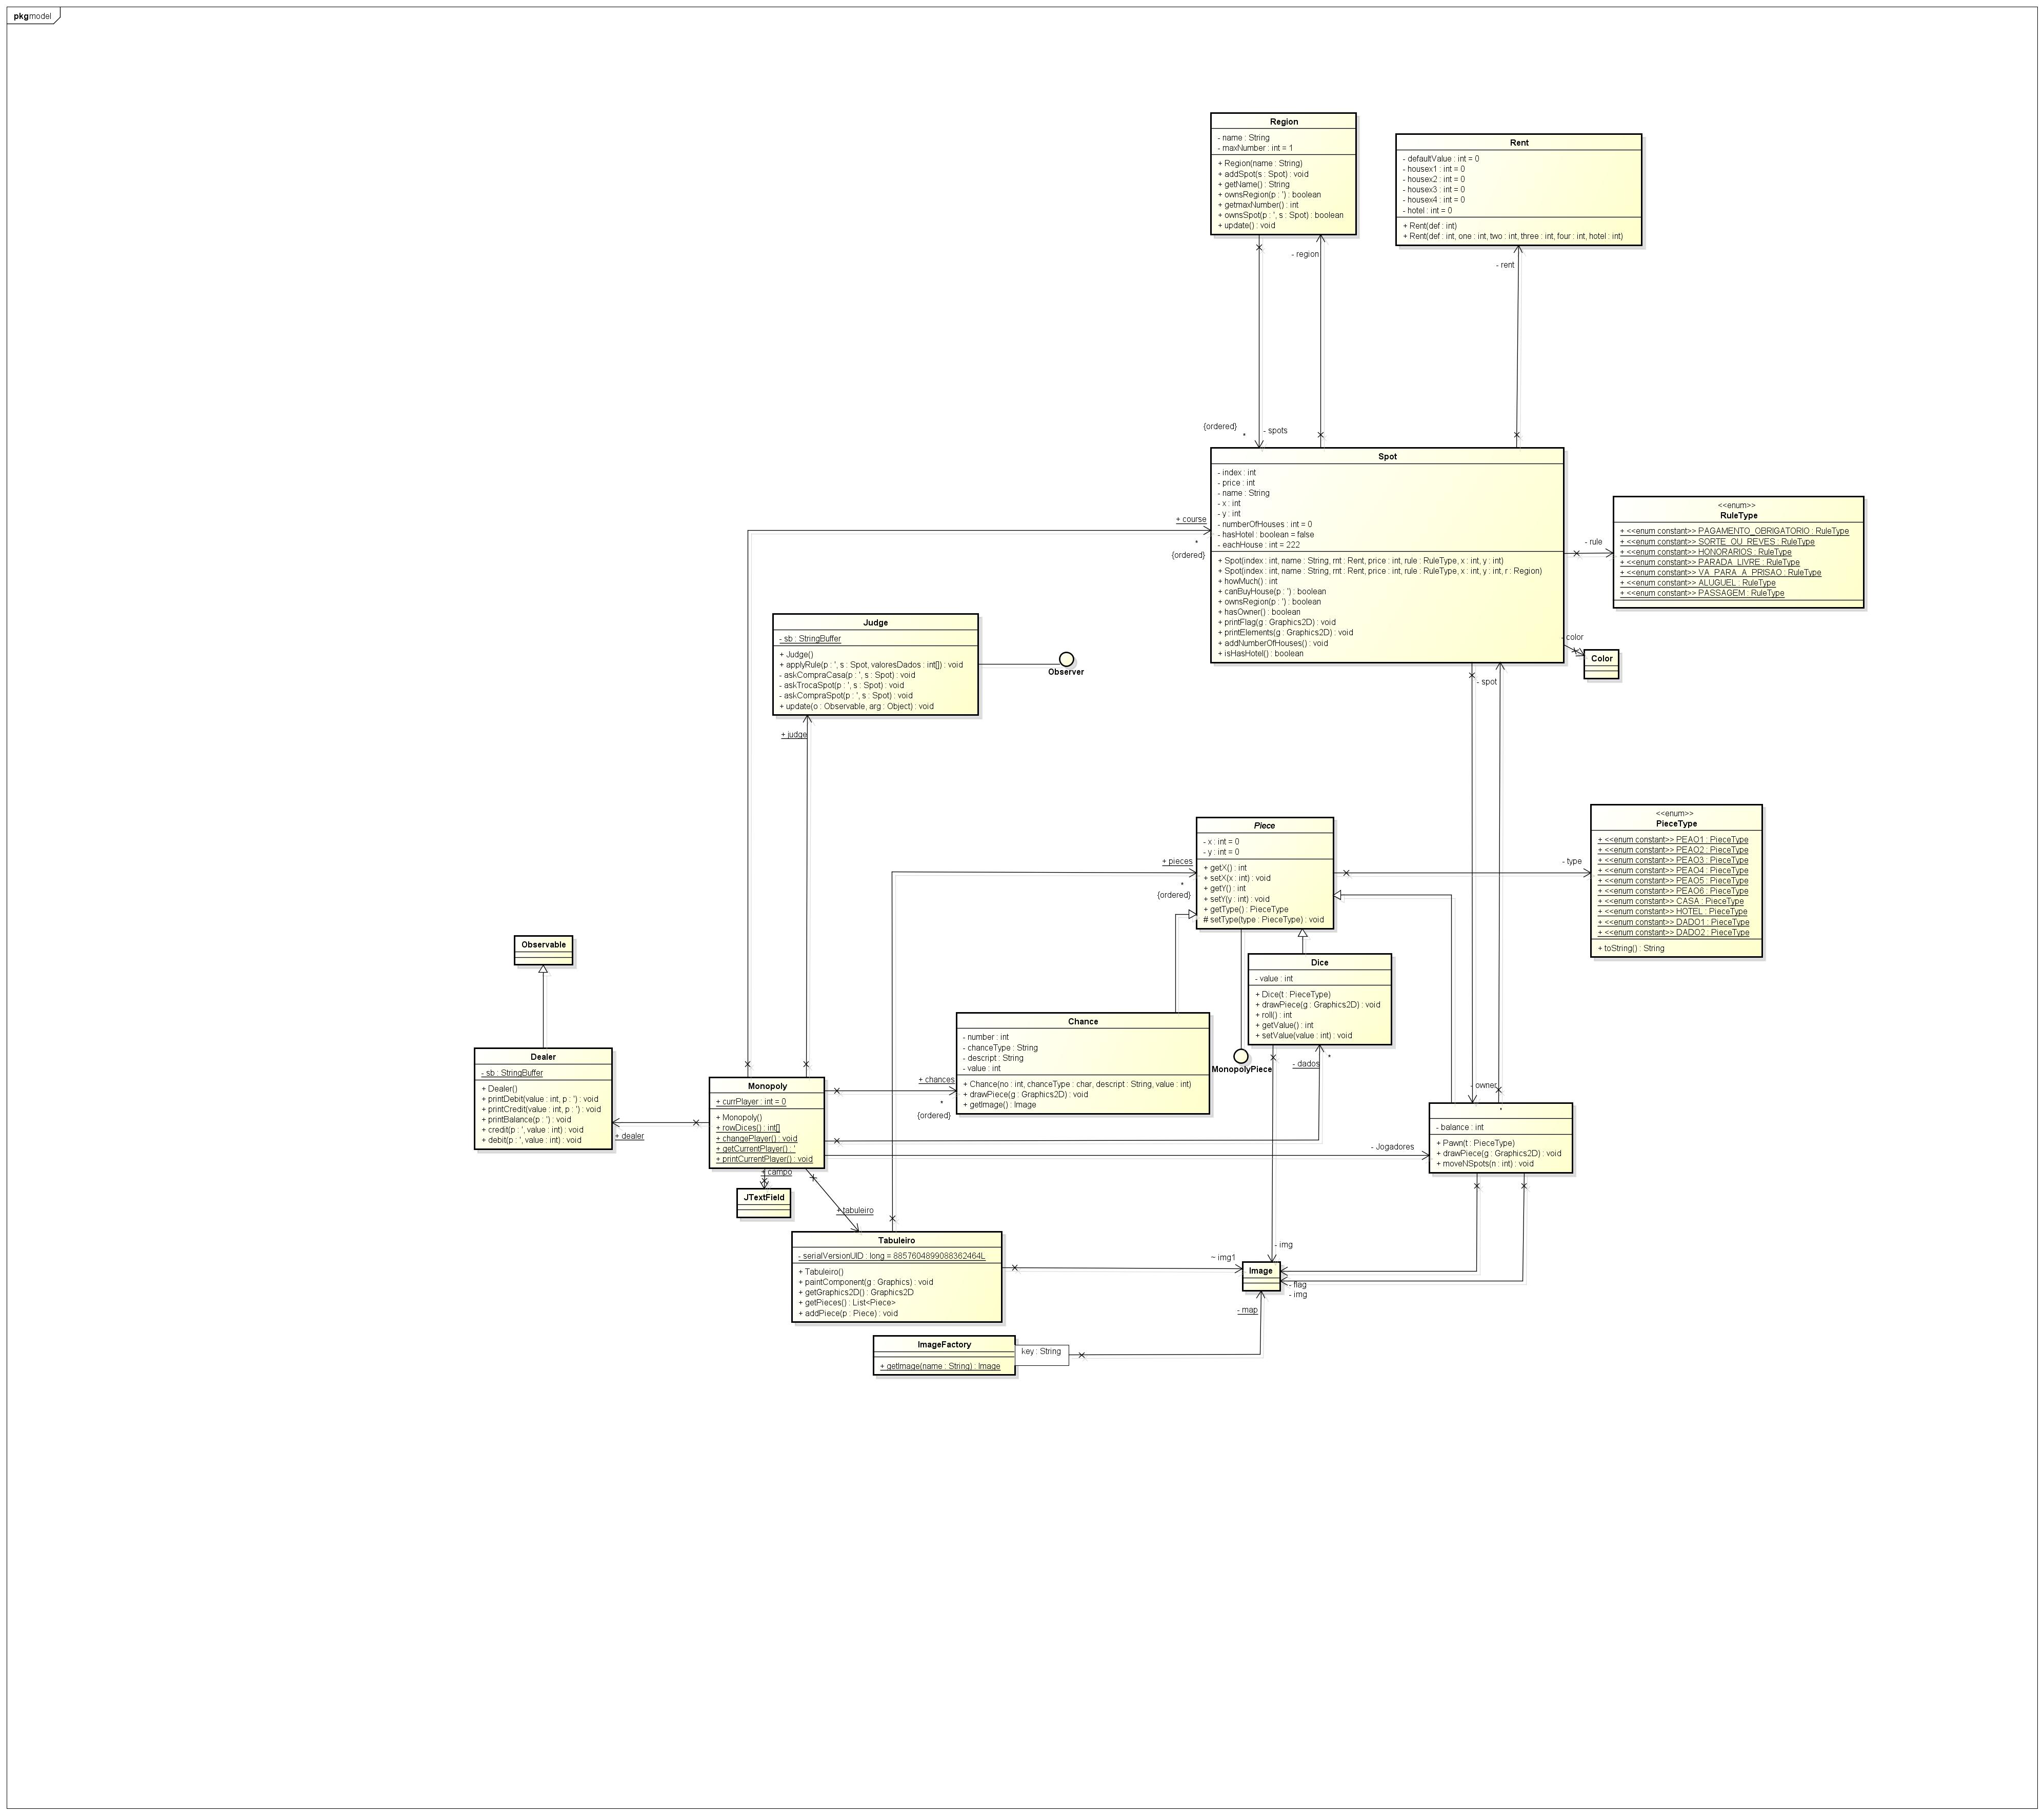 pkg model
Region
- name : String
- maxNumber : int = 1
+ Region(name : String)
+ addSpot(s : Spot) : void
+ getName() : String
+ ownsRegion(p : ') : boolean
+ getmaxNumber() : int
+ ownsSpot(p : ', s : Spot) : boolean
+ update() : void
Rent
- defaultValue : int = 0
- housex1 : int = 0
- housex2 : int = 0
- housex3 : int = 0
- housex4 : int = 0
- hotel : int = 0
+ Rent(def : int)
+ Rent(def : int, one : int, two : int, three : int, four : int, hotel : int)
- region
- rent
{ordered}
*
- spots
Spot
- index : int
- price : int
- name : String
- x : int
- y : int
- numberOfHouses : int = 0
- hasHotel : boolean = false
- eachHouse : int = 222
+ Spot(index : int, name : String, rnt : Rent, price : int, rule : RuleType, x : int, y : int)
+ Spot(index : int, name : String, rnt : Rent, price : int, rule : RuleType, x : int, y : int, r : Region)
+ howMuch() : int
+ canBuyHouse(p : ') : boolean
+ ownsRegion(p : ') : boolean
+ hasOwner() : boolean
+ printFlag(g : Graphics2D) : void
+ printElements(g : Graphics2D) : void
+ addNumberOfHouses() : void
+ isHasHotel() : boolean
+ course
*
{ordered}
- rule
<<enum>>
RuleType
+ <<enum constant>> PAGAMENTO_OBRIGATORIO : RuleType
+ <<enum constant>> SORTE_OU_REVES : RuleType
+ <<enum constant>> HONORARIOS : RuleType
+ <<enum constant>> PARADA_LIVRE : RuleType
+ <<enum constant>> VA_PARA_A_PRISAO : RuleType
+ <<enum constant>> ALUGUEL : RuleType
+ <<enum constant>> PASSAGEM : RuleType
- color
Color
Judge
- sb : StringBuffer
+ Judge()
+ applyRule(p : ', s : Spot, valoresDados : int[]) : void
- askCompraCasa(p : ', s : Spot) : void
- askTrocaSpot(p : ', s : Spot) : void
- askCompraSpot(p : ', s : Spot) : void
+ update(o : Observable, arg : Object) : void
Observer
- spot
+ judge
Piece
- x : int = 0
- y : int = 0
+ getX() : int
+ setX(x : int) : void
+ getY() : int
+ setY(y : int) : void
+ getType() : PieceType
# setType(type : PieceType) : void
+ pieces
*
{ordered}
- type
<<enum>>
PieceType
+ <<enum constant>> PEAO1 : PieceType
+ <<enum constant>> PEAO2 : PieceType
+ <<enum constant>> PEAO3 : PieceType
+ <<enum constant>> PEAO4 : PieceType
+ <<enum constant>> PEAO5 : PieceType
+ <<enum constant>> PEAO6 : PieceType
+ <<enum constant>> CASA : PieceType
+ <<enum constant>> HOTEL : PieceType
+ <<enum constant>> DADO1 : PieceType
+ <<enum constant>> DADO2 : PieceType
+ toString() : String
Observable
Dice
- value : int
+ Dice(t : PieceType)
+ drawPiece(g : Graphics2D) : void
+ roll() : int
+ getValue() : int
+ setValue(value : int) : void
Chance
- number : int
- chanceType : String
- descript : String
- value : int
+ Chance(no : int, chanceType : char, descript : String, value : int)
+ drawPiece(g : Graphics2D) : void
+ getImage() : Image
MonopolyPiece
- dados
*
Dealer
- sb : StringBuffer
+ Dealer()
+ printDebit(value : int, p : ') : void
+ printCredit(value : int, p : ') : void
+ printBalance(p : ') : void
+ credit(p : ', value : int) : void
+ debit(p : ', value : int) : void
+ dealer
Monopoly
+ currPlayer : int = 0
+ Monopoly()
+ rowDices() : int[]
+ changePlayer() : void
+ getCurrentPlayer() : '
+ printCurrentPlayer() : void
+ chances
*
{ordered}
- owner
*
- balance : int
+ Pawn(t : PieceType)
+ drawPiece(g : Graphics2D) : void
+ moveNSpots(n : int) : void
- Jogadores
+ campo
JTextField
+ tabuleiro
Tabuleiro
- serialVersionUID : long = 8857604899088362464L
+ Tabuleiro()
+ paintComponent(g : Graphics) : void
+ getGraphics2D() : Graphics2D
+ getPieces() : List<Piece>
+ addPiece(p : Piece) : void
~ img1
- img
Image
- flag
- img
- map
ImageFactory
+ getImage(name : String) : Image
key : String